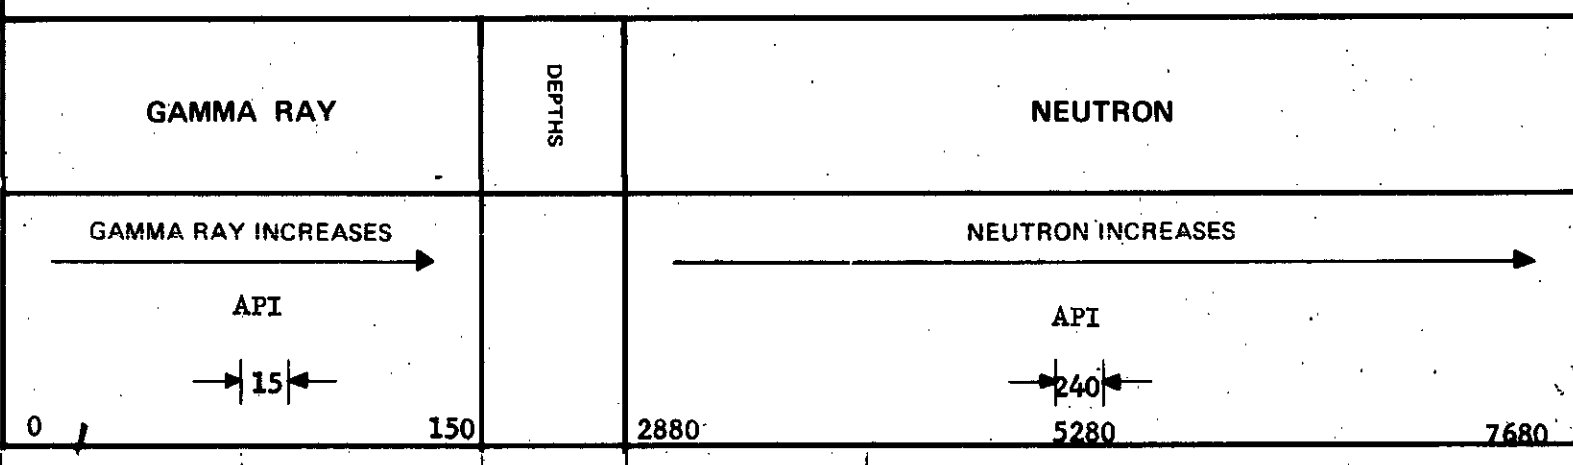 GAMMA RAY
DEPTHS
NEUTRON
GAMMA RAY INCREASES
NEUTRON INCREASES
API
API
15
240
0
150
2880
5280
7680